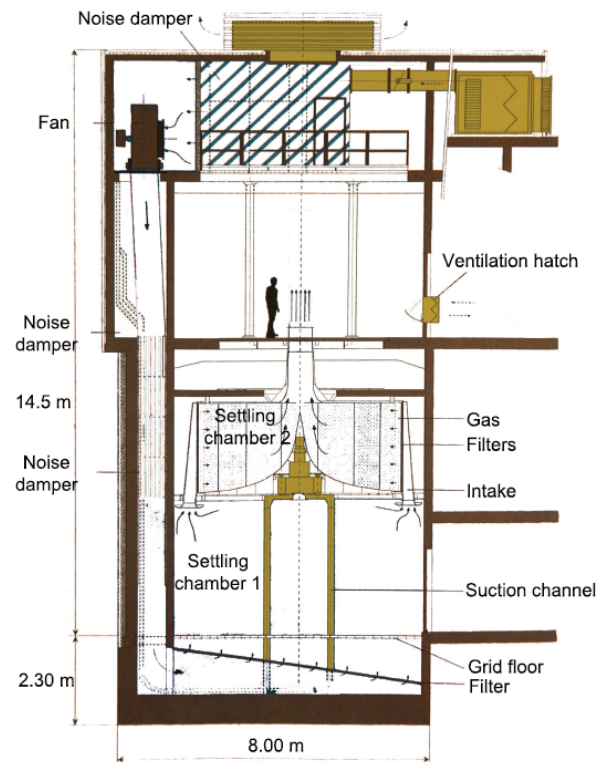 Noise damper
Fan
Ventilation hatch
Noise
damper
14.5 m
Settling
chamber 2
Gas
Filters
Noise
damper
Intake
Settling
chamber 1
Suction channel
Grid floor
Filter
2.30 m
8.00 m